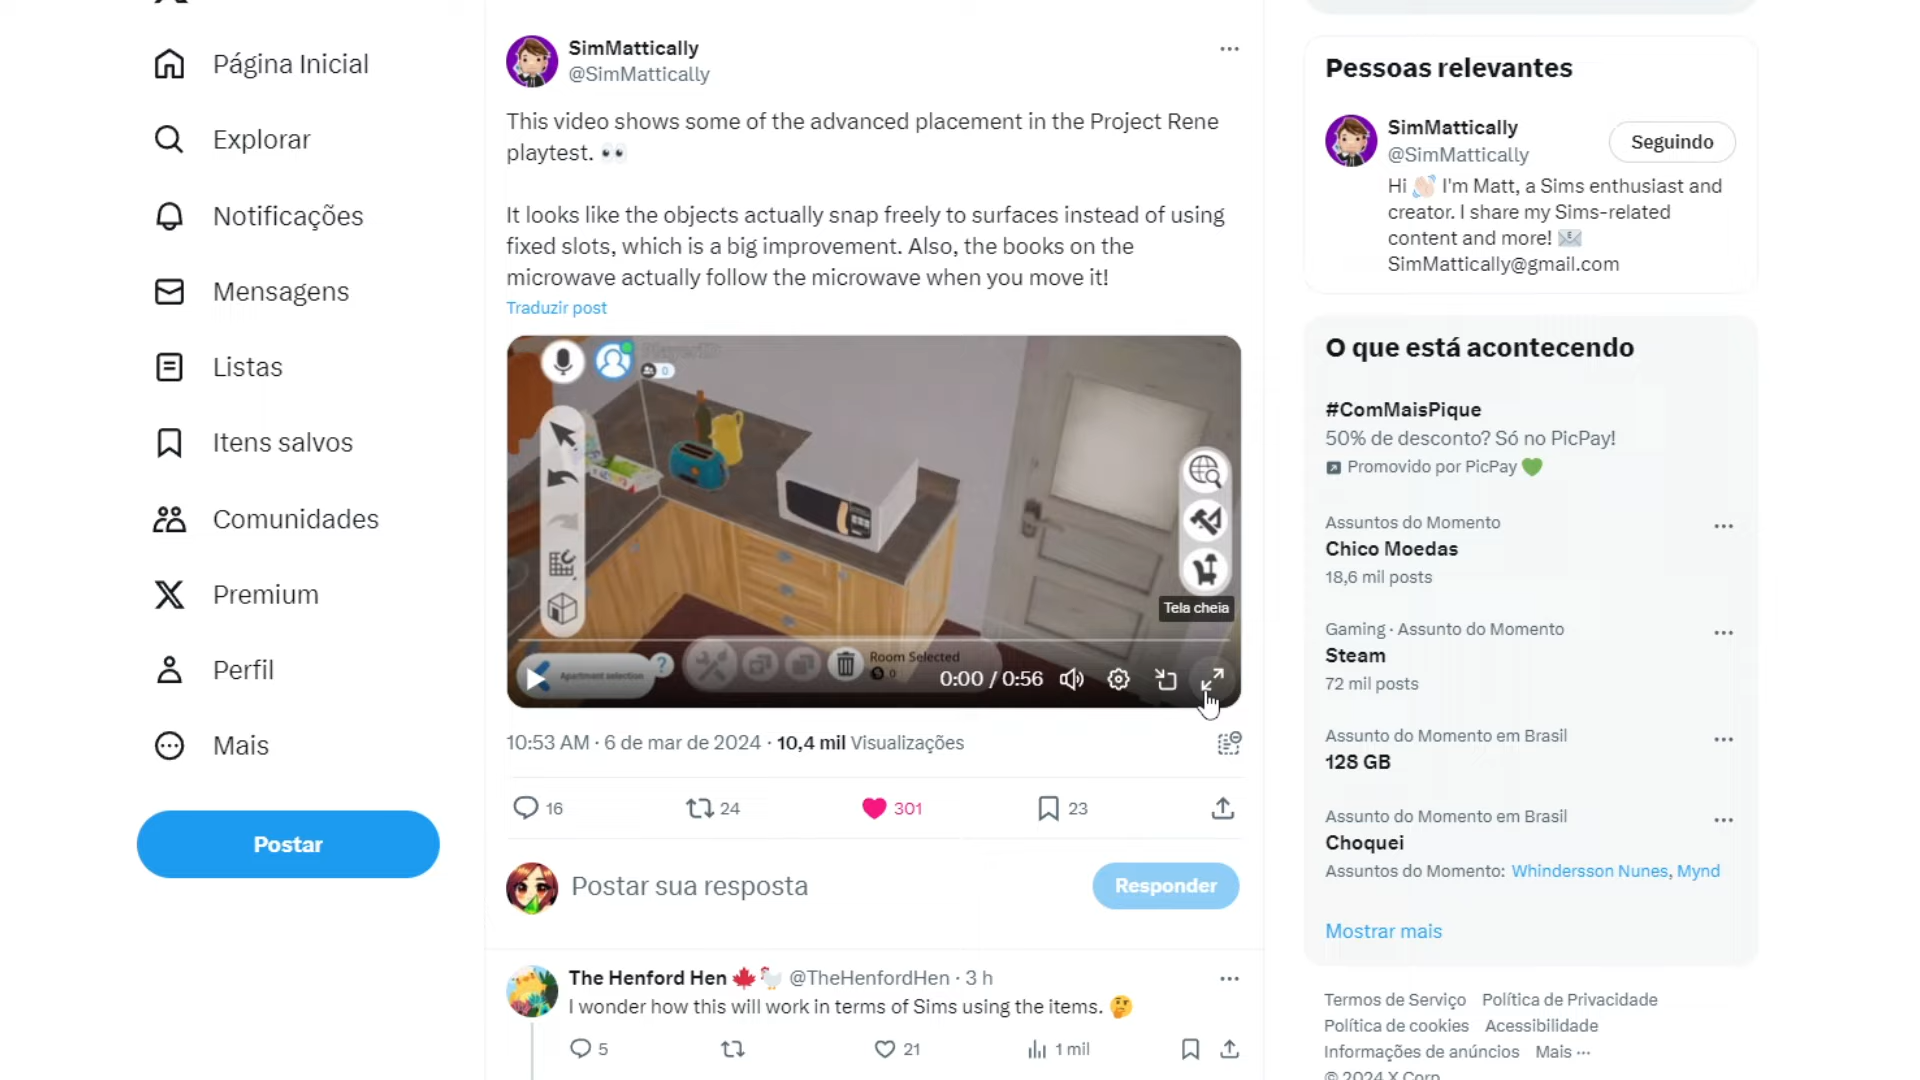 Página Inicial
Explorar
Notificações
Mensagens
Listas
Itens salvos
Comunidades
Premium
Perfil
Mais
Postar
SimMattically
@SimMattically
This video shows some of the advanced placement in the Project Rene
playtest. 👀
It looks like the objects actually snap freely to surfaces instead of using
fixed slots, which is a big improvement. Also, the books on the
microwave actually follow the microwave when you move it!
Traduzir post
0
Tela cheia
?
Apartment selection
Room Selected
0
0:00 / 0:56
10:53 AM · 6 de mar de 2024 · 10,4 mil Visualizações
16
24
301
23
Postar sua resposta
Responder
The Henford Hen 🍁🐔 @TheHenfordHen · 3 h
I wonder how this will work in terms of Sims using the items. 🤔
5
21
1 mil
Pessoas relevantes
SimMattically
@SimMattically
Seguindo
Hi 👋🏻 I'm Matt, a Sims enthusiast and
creator. I share my Sims-related
content and more! 📧
SimMattically@gmail.com
O que está acontecendo
#ComMaisPique
50% de desconto? Só no PicPay!
Promovido por PicPay 💚
Assuntos do Momento
Chico Moedas
18,6 mil posts
Gaming · Assunto do Momento
Steam
72 mil posts
Assunto do Momento em Brasil
128 GB
Assunto do Momento em Brasil
Choquei
Assuntos do Momento: Whindersson Nunes, Mynd
Mostrar mais
Termos de Serviço Política de Privacidade
Política de cookies Acessibilidade
Informações de anúncios Mais ···
© 2024 X Corp.